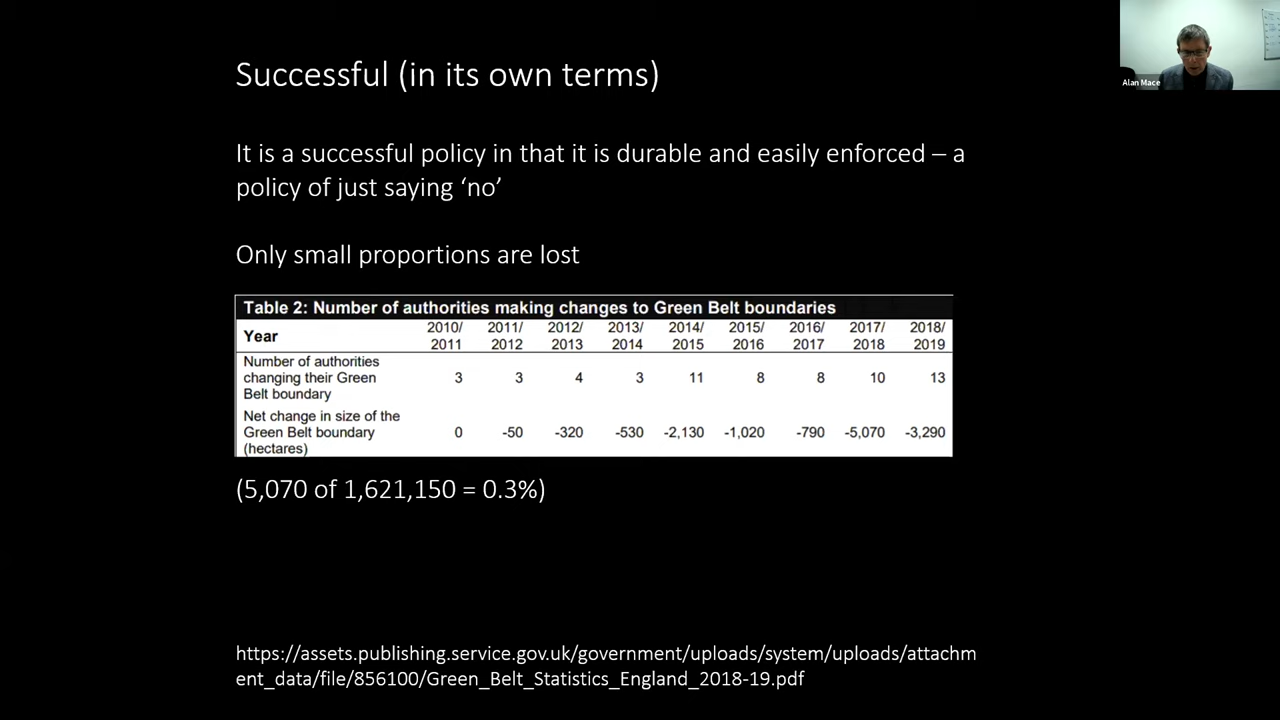 Successful (in its own terms)
Alan Mace
It is a successful policy in that it is durable and easily enforced – a
policy of just saying ‘no’
Only small proportions are lost
Table 2: Number of authorities making changes to Green Belt boundaries
Year 2010/ 2011/ 2012/ 2013/ 2014/ 2015/ 2016/ 2017/ 2018/
2011 2012 2013 2014 2015 2016 2017 2018 2019
Number of authorities
changing their Green 3 3 4 3 11 8 8 10 13
Belt boundary
Net change in size of the
Green Belt boundary 0 -50 -320 -530 -2,130 -1,020 -790 -5,070 -3,290
(hectares)
(5,070 of 1,621,150 = 0.3%)
https://assets.publishing.service.gov.uk/government/uploads/system/uploads/attachm
ent_data/file/856100/Green_Belt_Statistics_England_2018-19.pdf